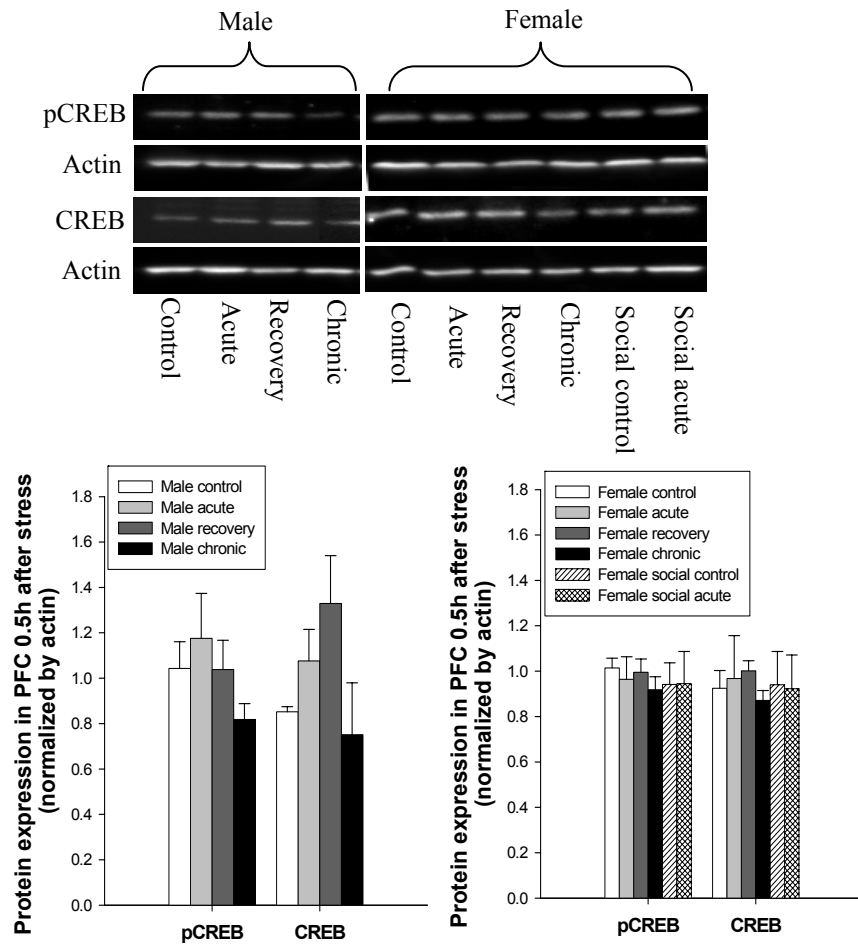 Male
Female
pCREB
Actin
CREB
Actin
Control
Acute
Recovery
Chronic
Control
Acute
Recovery
Chronic
Social control
Social acute
Protein expression in PFC 0.5h after stress
(normalized by actin)
1.8
1.6
1.4
1.2
1.0
0.8
0.6
0.4
0.2
0.0
Male control
Male acute
Male recovery
Male chronic
pCREB
CREB
Protein expression in PFC 0.5h after stress
(normalized by actin)
1.8
1.6
1.4
1.2
1.0
0.8
0.6
0.4
0.2
0.0
Female control
Female acute
Female recovery
Female chronic
Female social control
Female social acute
pCREB
CREB